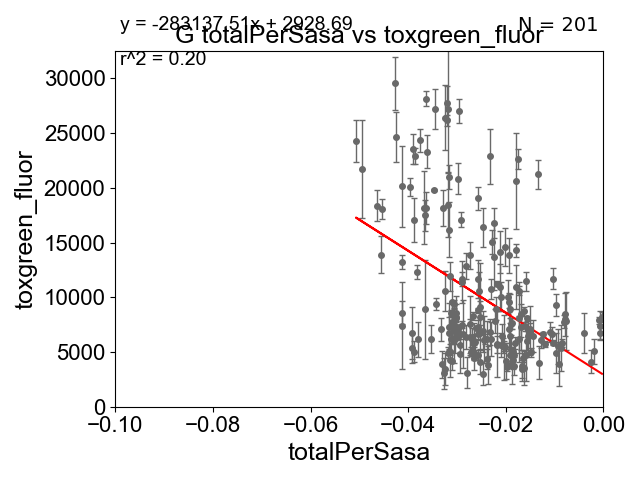 y = -283137.51x + 2928.69
N = 201
G totalPerSasa vs toxgreen_fluor
r^2 = 0.20
30000
25000
20000
15000
10000
5000
0
toxgreen_fluor
−0.10 −0.08 −0.06 −0.04 −0.02 0.00
totalPerSasa